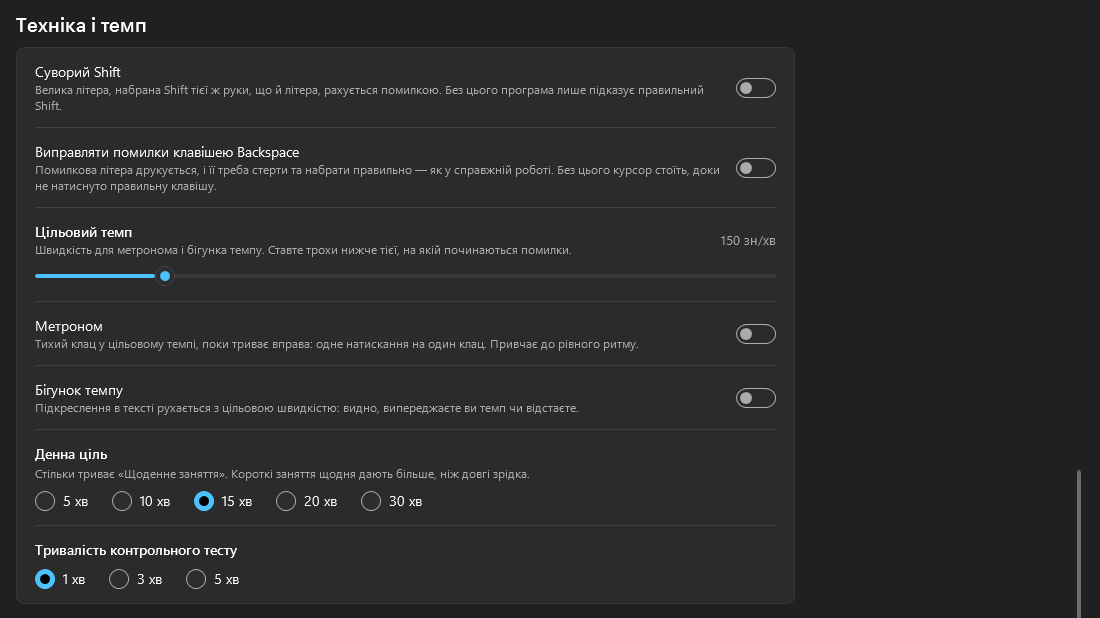 Техніка і темп
Суворий Shift
Велика літера, набрана Shift тієї ж руки, що й літера, рахується помилкою. Без цього програма лише підказує правильний
Shift.
Виправляти помилки клавішею Backspace
Помилкова літера друкується, і її треба стерти та набрати правильно — як у справжній роботі. Без цього курсор стоїть, доки
не натиснуто правильну клавішу.
Цільовий темп
Швидкість для метронома і бігунка темпу. Ставте трохи нижче тієї, на якій починаються помилки.
150 зн/хв
Метроном
Тихий клац у цільовому темпі, поки триває вправа: одне натискання на один клац. Привчає до рівного ритму.
Бігунок темпу
Підкреслення в тексті рухається з цільовою швидкістю: видно, випереджаєте ви темп чи відстаєте.
Денна ціль
Стільки триває «Щоденне заняття». Короткі заняття щодня дають більше, ніж довгі зрідка.
5 хв 10 хв 15 хв 20 хв 30 хв
Тривалість контрольного тесту
1 хв 3 хв 5 хв